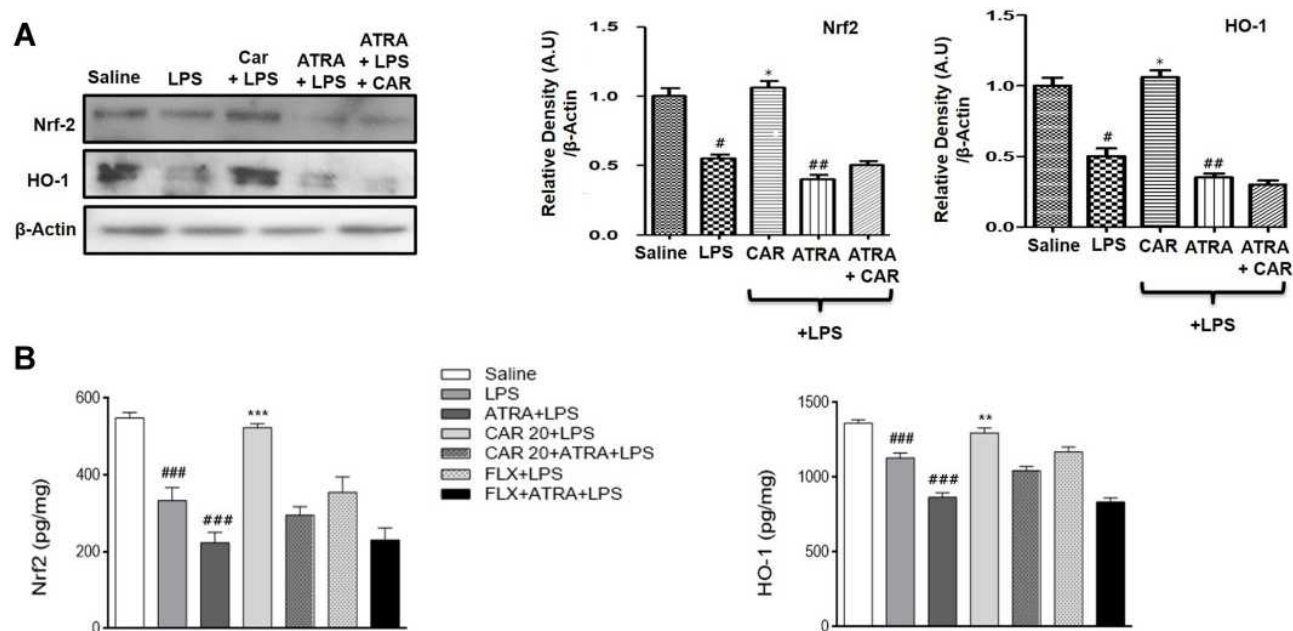 A
Saline
LPS
Car
+ LPS
ATRA
+ LPS
ATRA
+ LPS
+ CAR
Nrf-2
HO-1
β-Actin
Nrf2
Relative Density (A.U)
/β-Actin
1.5
1.0
0.5
0.0
#
*
##
Saline
LPS
CAR
ATRA
ATRA
+ CAR
+LPS
HO-1
Relative Density (A.U)
/β-Actin
1.5
1.0
0.5
0.0
#
*
##
Saline
LPS
CAR
ATRA
ATRA
+ CAR
+LPS
B
Nrf2 (pg/mg)
600
400
200
0
###
###
***
Saline
LPS
ATRA+LPS
CAR 20+LPS
CAR 20+ATRA+LPS
FLX+LPS
FLX+ATRA+LPS
HO-1 (pg/mg)
1500
1000
500
0
###
###
**